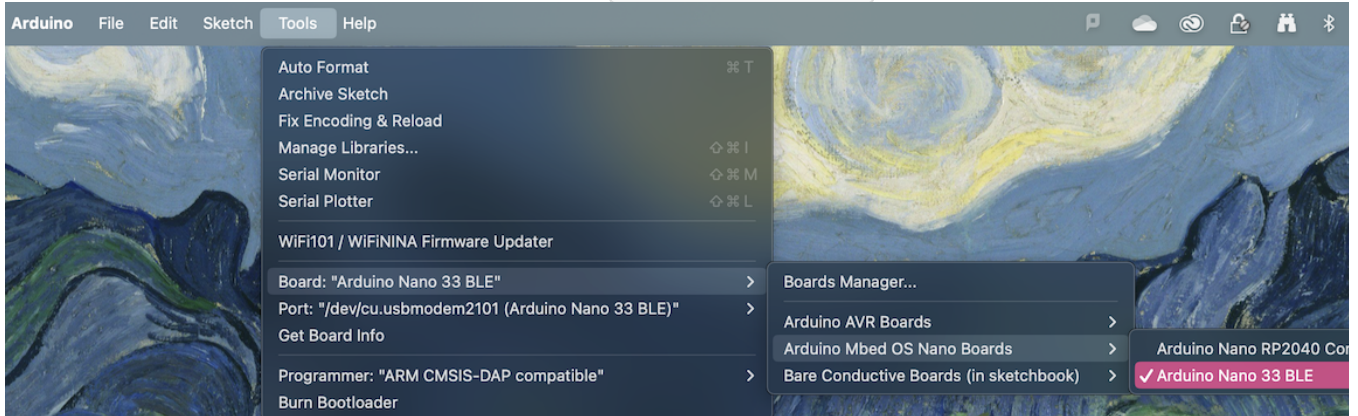 Arduino File Edit Sketch Tools Help
Auto Format ⌘ T
Archive Sketch
Fix Encoding & Reload
Manage Libraries... ⇧ ⌘ I
Serial Monitor ⇧ ⌘ M
Serial Plotter ⇧ ⌘ L
WiFi101 / WiFiNINA Firmware Updater
Board: "Arduino Nano 33 BLE"
Port: "/dev/cu.usbmodem2101 (Arduino Nano 33 BLE)"
Get Board Info
Programmer: "ARM CMSIS-DAP compatible"
Burn Bootloader
Boards Manager...
Arduino AVR Boards
Arduino Mbed OS Nano Boards
Bare Conductive Boards (in sketchbook)
Arduino Nano RP2040 Cor
✓ Arduino Nano 33 BLE